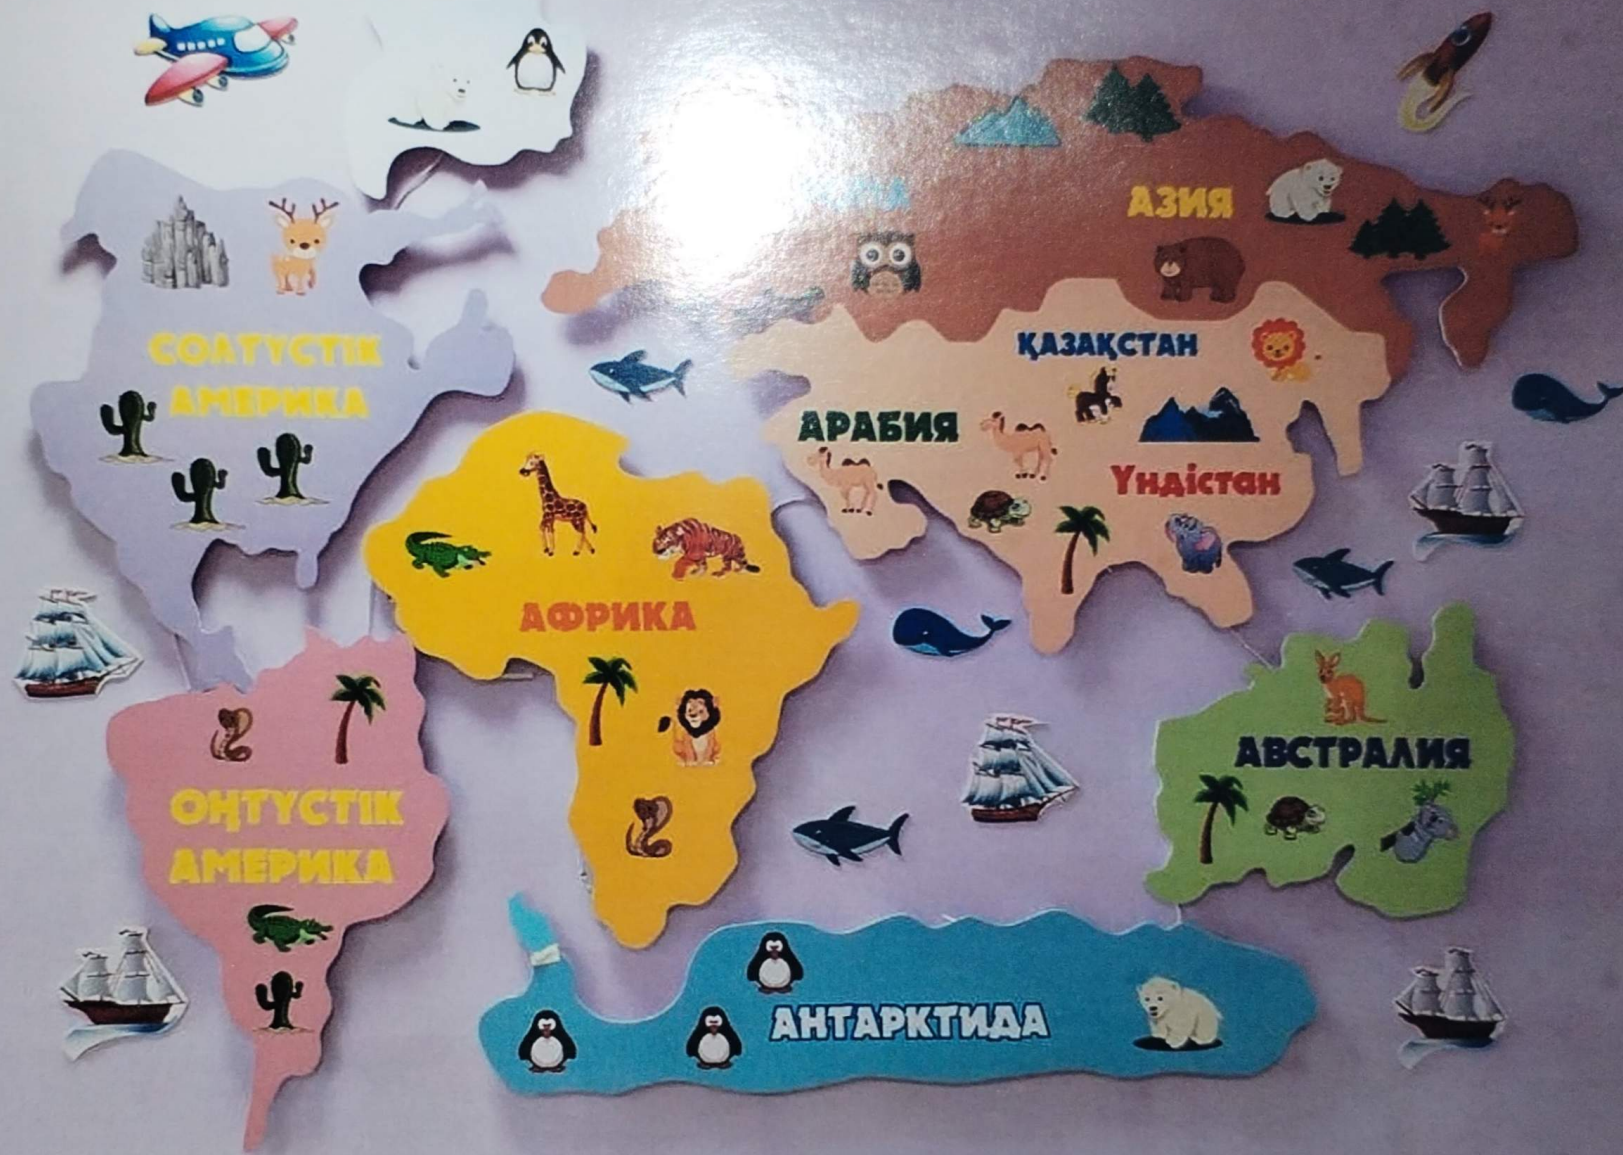 АЗИЯ
СОЛТҮСТІК
АМЕРИКА
ҚАЗАҚСТАН
АРАБИЯ
Үндістан
АФРИКА
АВСТРАЛИЯ
ОҢТҮСТІК
АМЕРИКА
АНТАРКТИДА